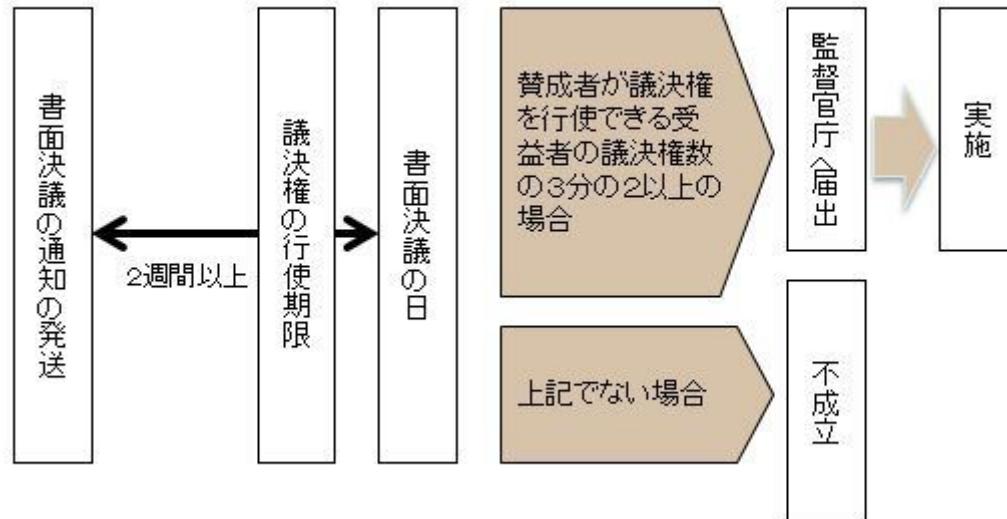 書面決議の通知の発送
2週間以上
議決権の行使期限
書面決議の日
賛成者が議決権
を行使できる受
益者の議決権数
の3分の2以上の
場合
監督官庁へ届出
実施
上記でない場合
不成立